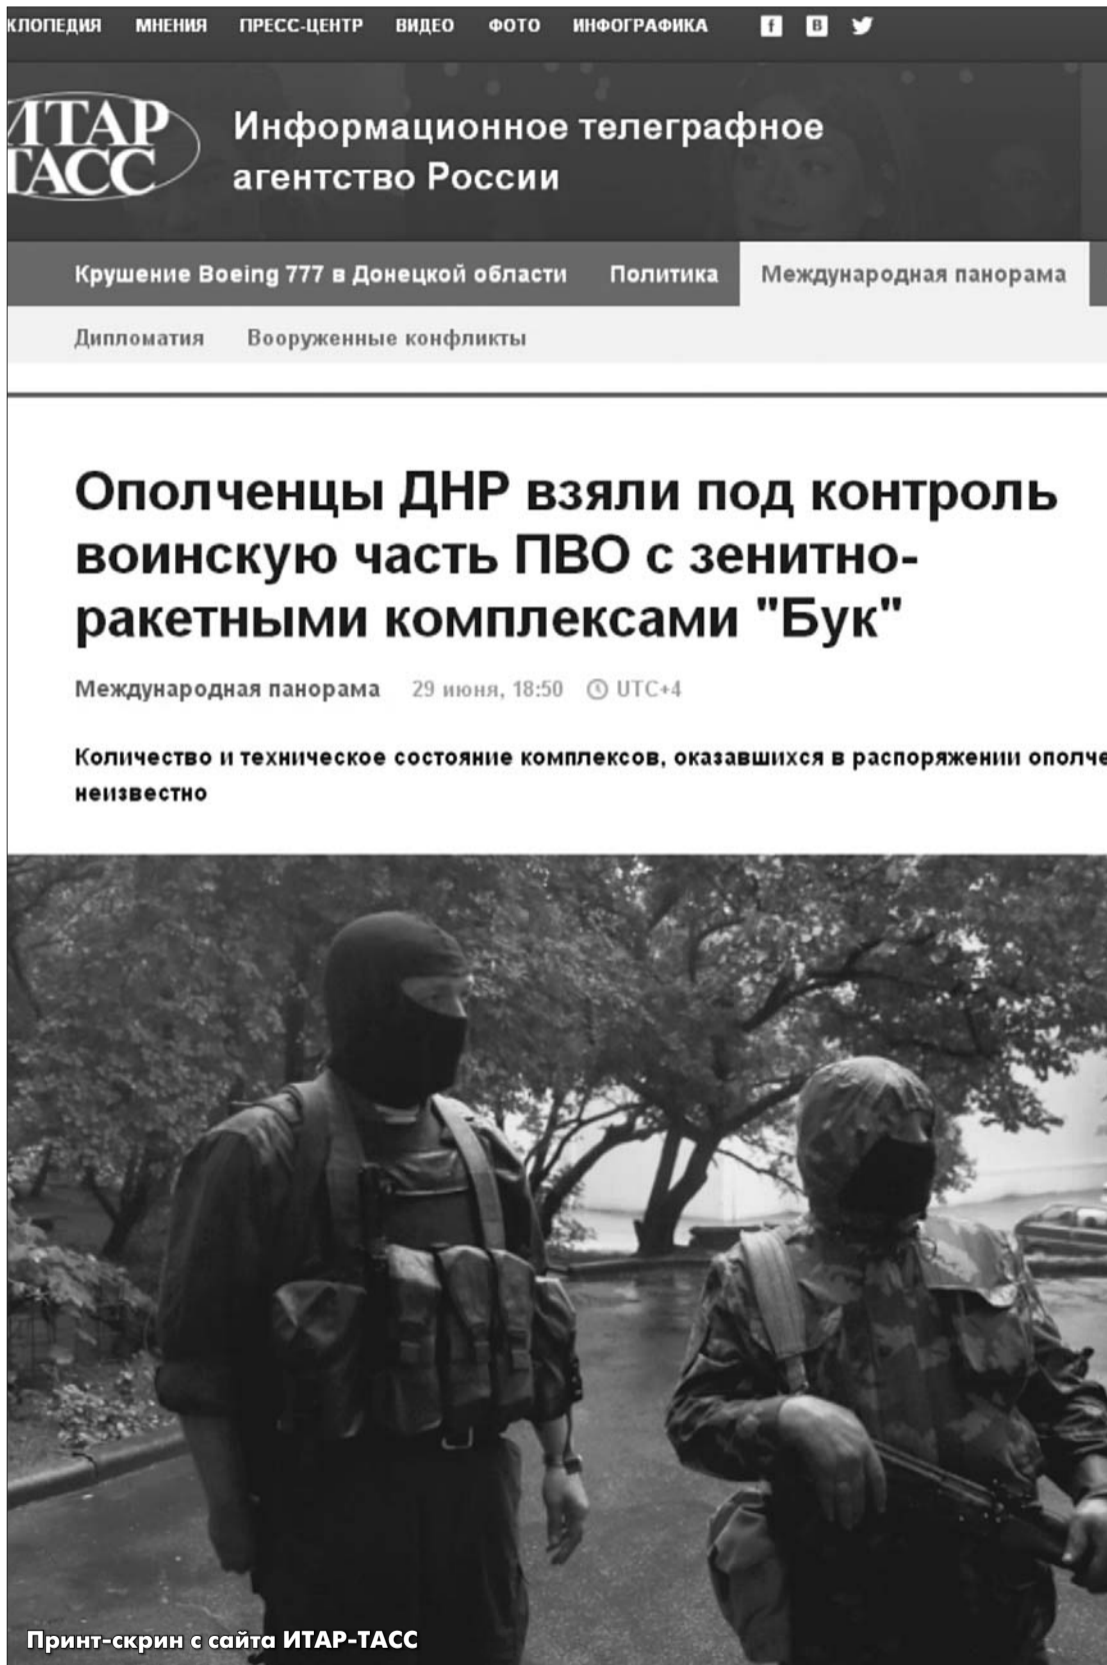 МНЕНИЯ ПРЕСС-ЦЕНТР ВИДЕО ФОТО ИНФОГРАФИКА f В
ТАСС
Информационное телеграфное
агентство России
Крушение Boeing 777 в Донецкой области Политика Международная панорама
Дипломатия Вооруженные конфликты
Ополченцы ДНР взяли под контроль
воинскую часть ПВО с зенитно-
ракетными комплексами "Бук"
Международная панорама 29 июня, 18:50 UTC+4
Количество и техническое состояние комплексов, оказавшихся в распоряжении ополче
неизвестно
Принт-скрин с сайта ИТАР-ТАСС